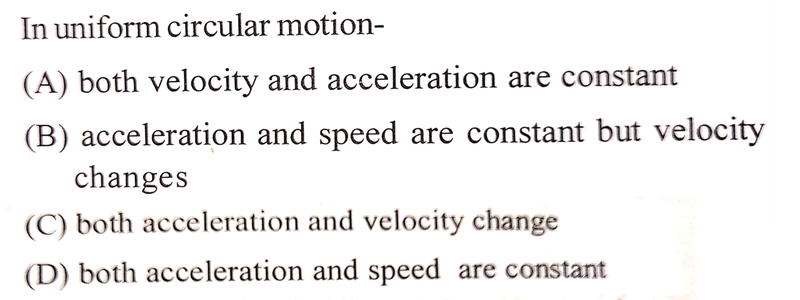 In uniform circular motion-
(A) both velocity and acceleration are constant
(B) acceleration and speed are constant but velocity
changes
(C) both acceleration and velocity change
(D) both acceleration and speed are constant